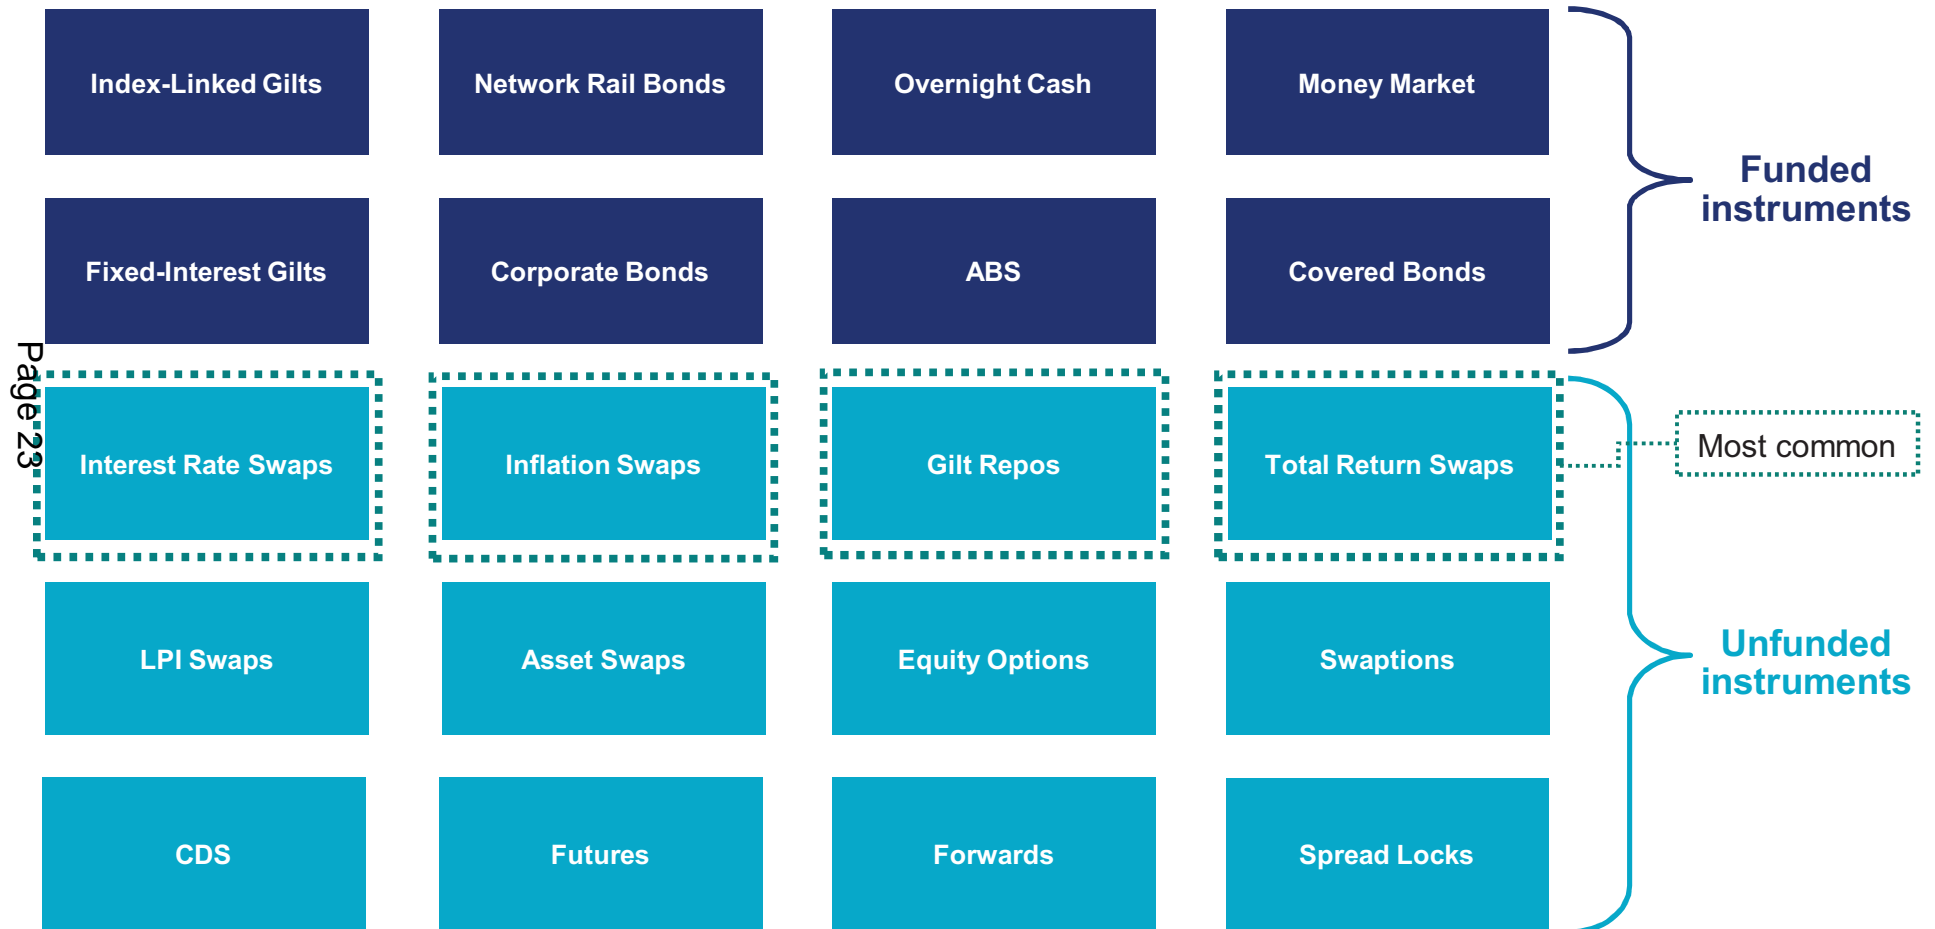 Index-Linked Gilts
Network Rail Bonds
Overnight Cash
Money Market
Funded
instruments
Fixed-Interest Gilts
Corporate Bonds
ABS
Covered Bonds
Page 23
Interest Rate Swaps
Inflation Swaps
Gilt Repos
Total Return Swaps
Most common
LPI Swaps
Asset Swaps
Equity Options
Swaptions
Unfunded
instruments
CDS
Futures
Forwards
Spread Locks